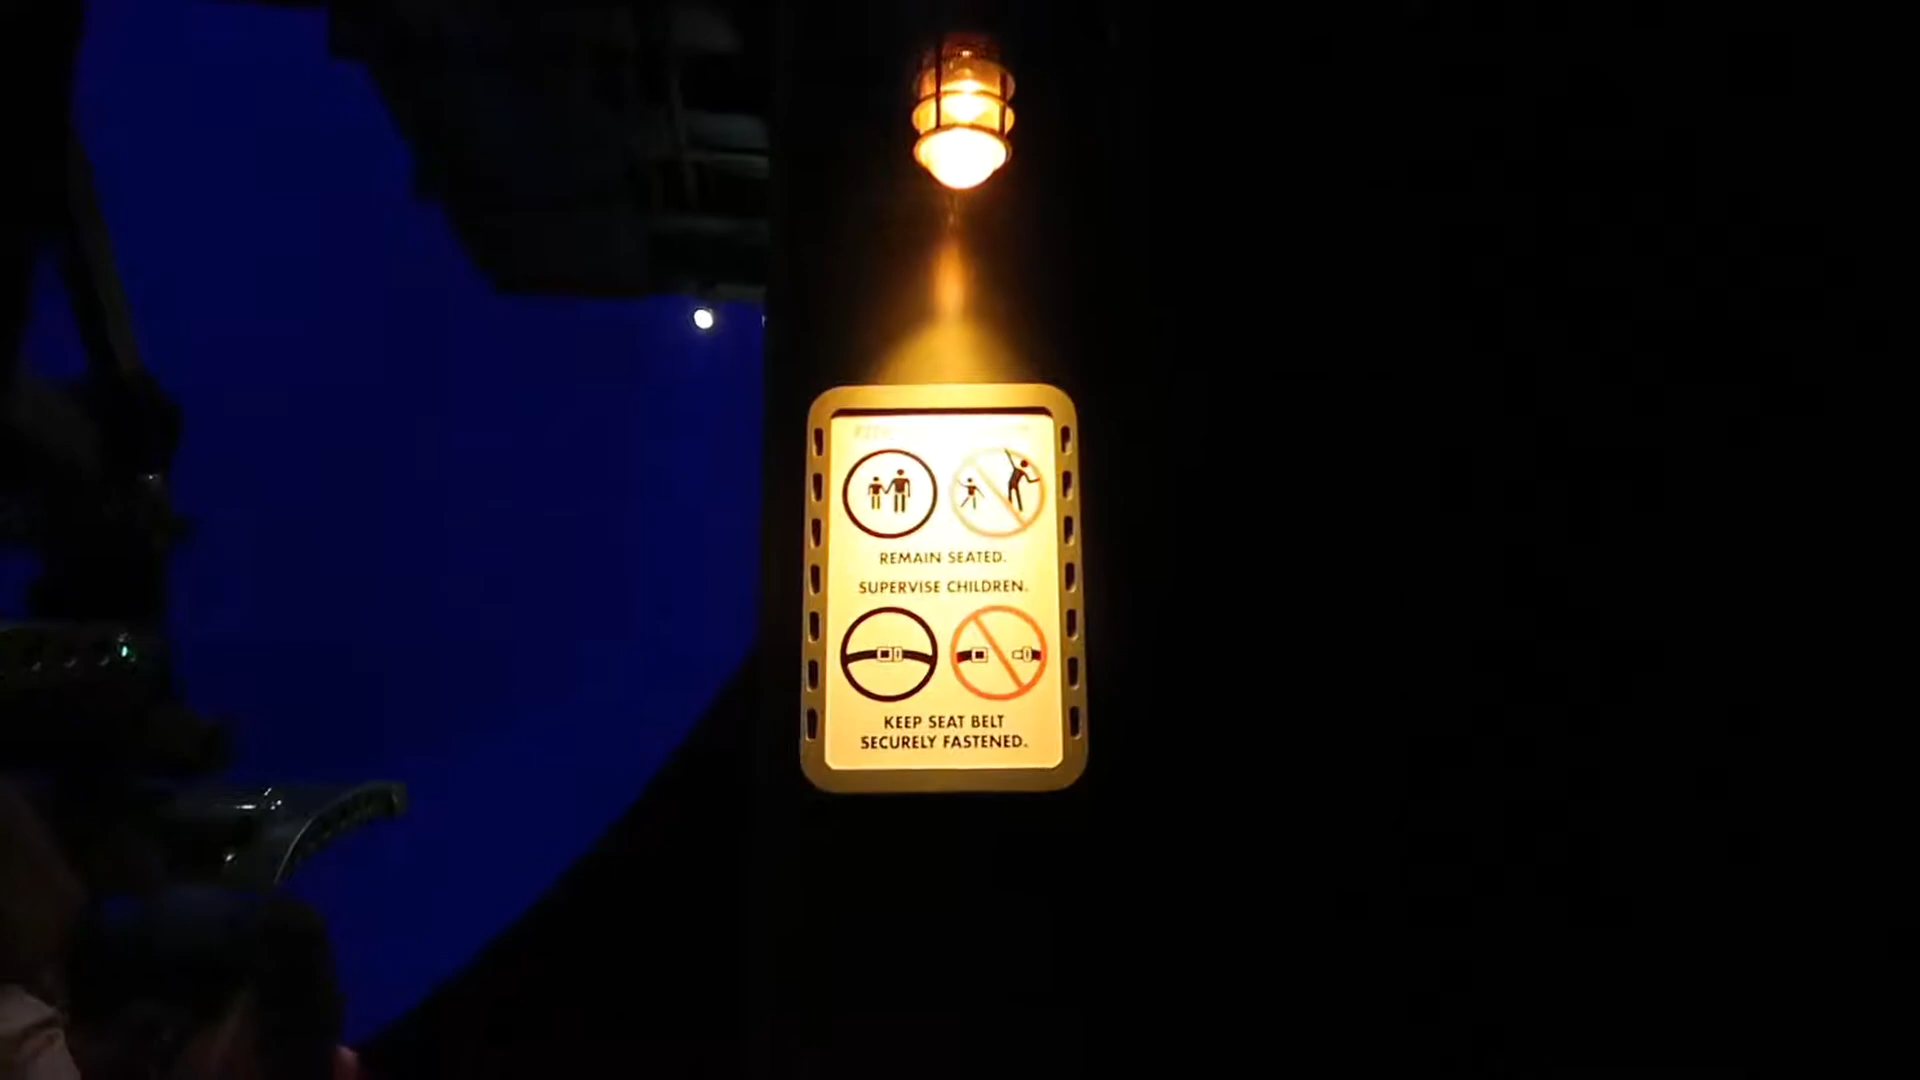 REMAIN SEATED.
SUPERVISE CHILDREN.
KEEP SEAT BELT
SECURELY FASTENED.